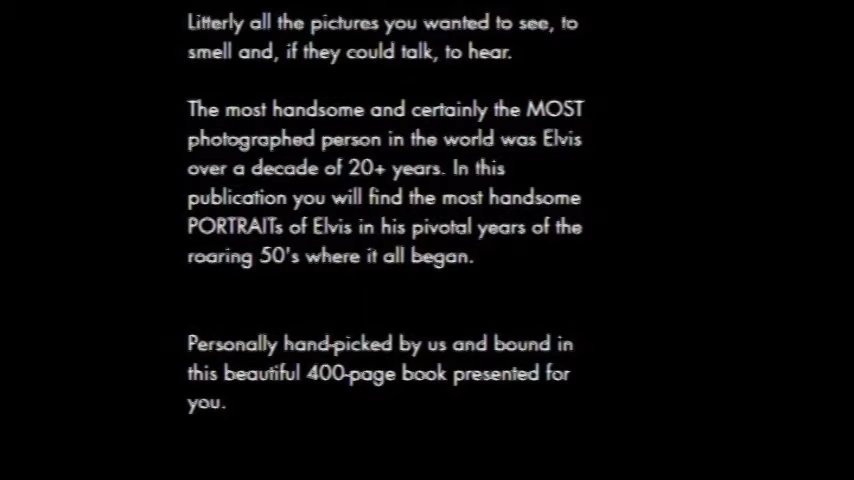 Litterly all the pictures you wanted to see, to
smell and, if they could talk, to hear.
The most handsome and certainly the MOST
photographed person in the world was Elvis
over a decade of 20+ years. In this
publication you will find the most handsome
PORTRAITs of Elvis in his pivotal years of the
roaring 50's where it all began.
Personally hand-picked by us and bound in
this beautiful 400-page book presented for
you.